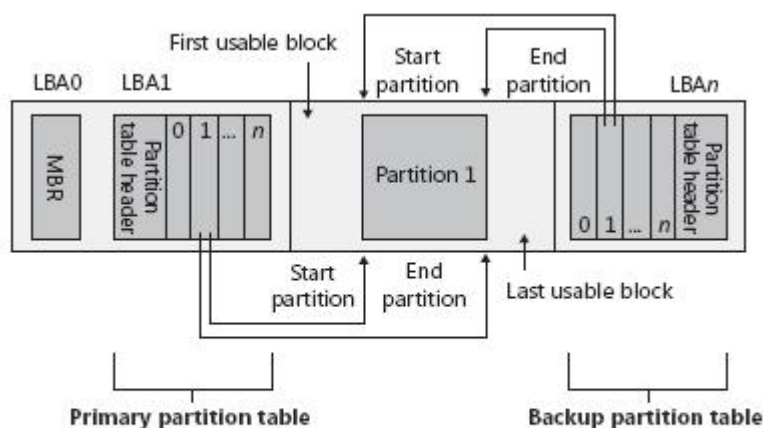 First usable block
Start partition
End partition
LBA0
LBA1
LBAn
MBR
Partition table header
0 1 ... n
Partition 1
0 1 ... n
Partition table header
Start partition
End partition
Last usable block
Primary partition table
Backup partition table